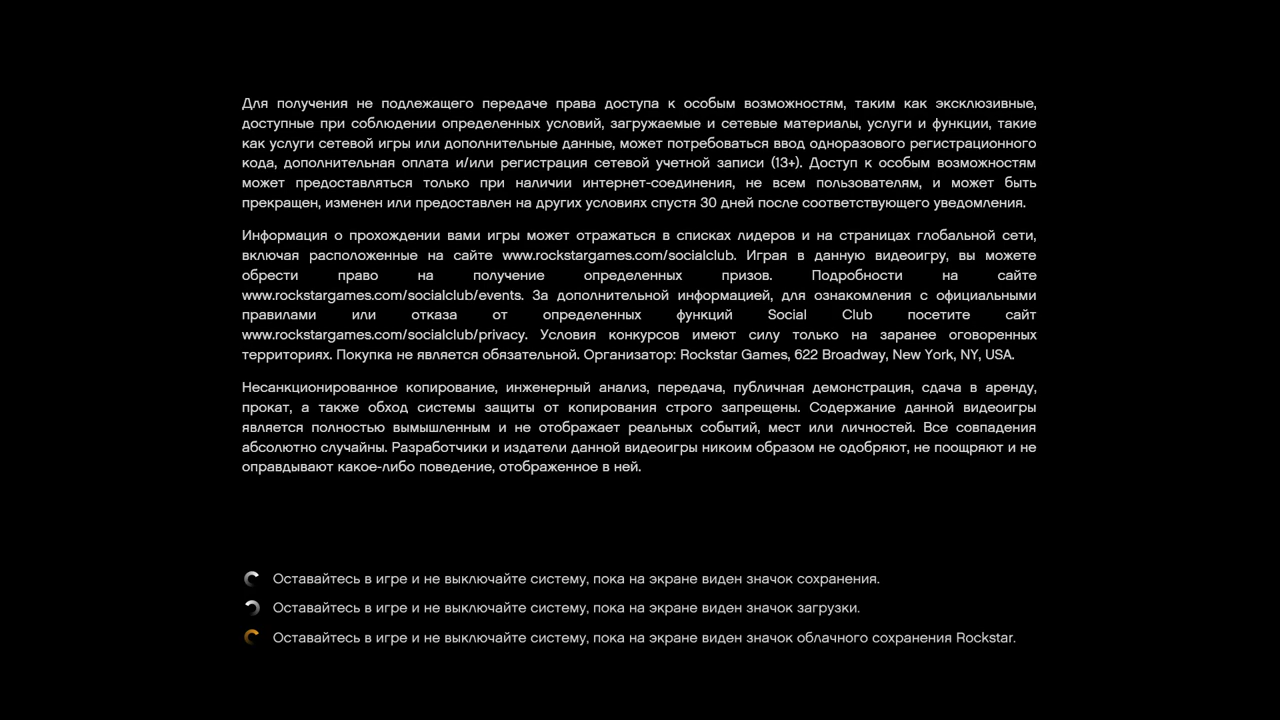 Для получения не подлежащего передаче права доступа к особым возможностям, таким как эксклюзивные,
доступные при соблюдении определенных условий, загружаемые и сетевые материалы, услуги и функции, такие
как услуги сетевой игры или дополнительные данные, может потребоваться ввод одноразового регистрационного
кода, дополнительная оплата и/или регистрация сетевой учетной записи (13+). Доступ к особым возможностям
может предоставляться только при наличии интернет-соединения, не всем пользователям, и может быть
прекращен, изменен или предоставлен на других условиях спустя 30 дней после соответствующего уведомления.
Информация о прохождении вами игры может отражаться в списках лидеров и на страницах глобальной сети,
включая расположенные на сайте www.rockstargames.com/socialclub. Играя в данную видеоигру, вы можете
обрести право на получение определенных призов. Подробности на сайте
www.rockstargames.com/socialclub/events. За дополнительной информацией, для ознакомления с официальными
правилами или отказа от определенных функций Social Club посетите сайт
www.rockstargames.com/socialclub/privacy. Условия конкурсов имеют силу только на заранее оговоренных
территориях. Покупка не является обязательной. Организатор: Rockstar Games, 622 Broadway, New York, NY, USA.
Несанкционированное копирование, инженерный анализ, передача, публичная демонстрация, сдача в аренду,
прокат, а также обход системы защиты от копирования строго запрещены. Содержание данной видеоигры
является полностью вымышленным и не отображает реальных событий, мест или личностей. Все совпадения
абсолютно случайны. Разработчики и издатели данной видеоигры никоим образом не одобряют, не поощряют и не
оправдывают какое-либо поведение, отображенное в ней.
Оставайтесь в игре и не выключайте систему, пока на экране виден значок сохранения.
Оставайтесь в игре и не выключайте систему, пока на экране виден значок загрузки.
Оставайтесь в игре и не выключайте систему, пока на экране виден значок облачного сохранения Rockstar.